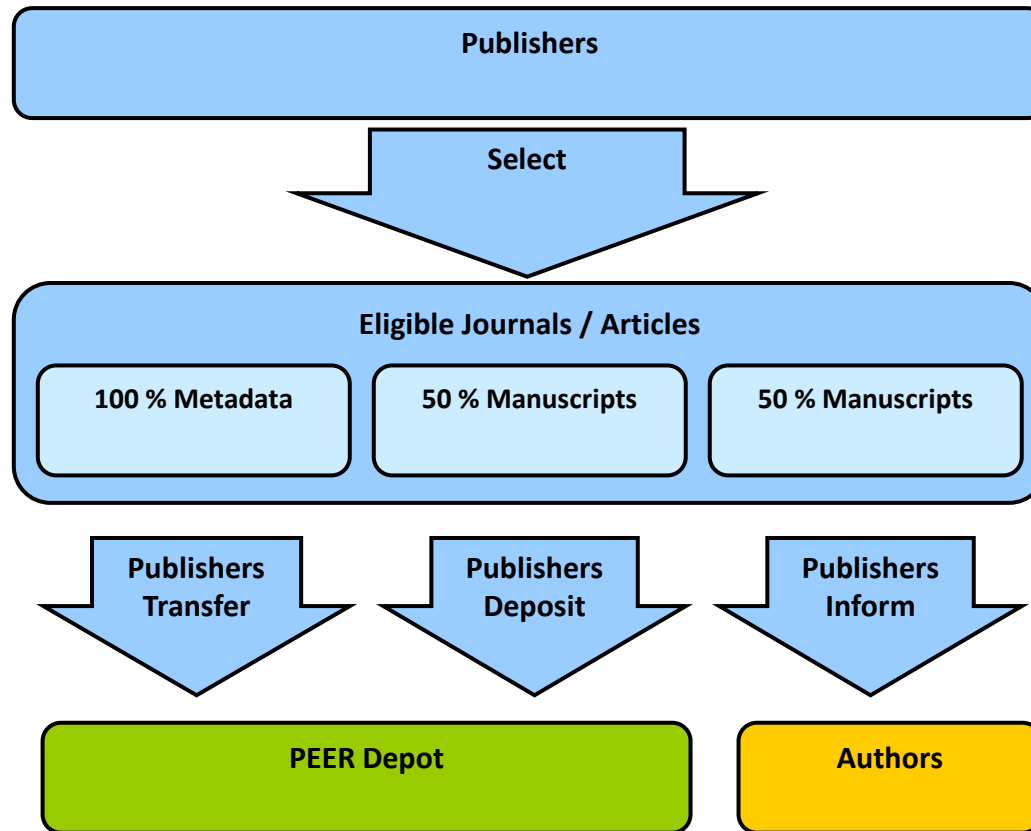 Publishers
Select
Eligible Journals / Articles
100 % Metadata
50 % Manuscripts
50 % Manuscripts
Publishers
Transfer
Publishers
Deposit
Publishers
Inform
PEER Depot
Authors